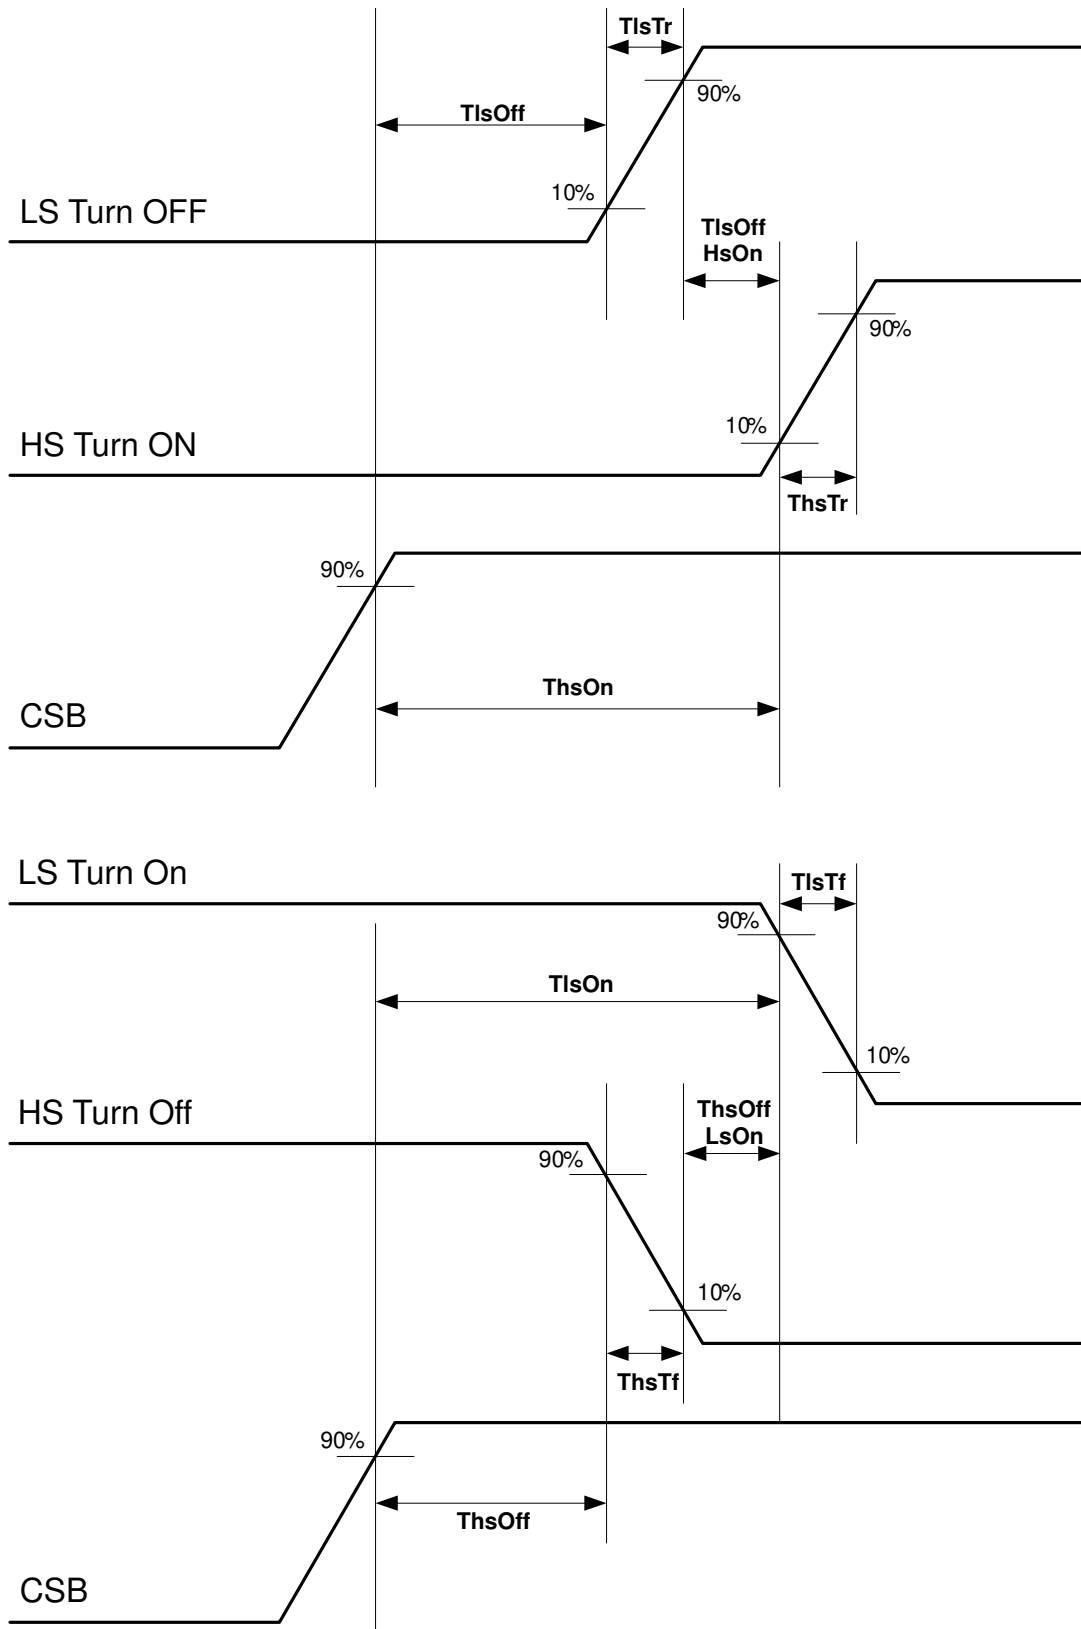 TlsTr
90%
TlsOff
10%
LS Turn OFF
TlsOff
HsOn
90%
10%
HS Turn ON
ThsTr
90%
ThsOn
CSB
LS Turn On
TlsTf
90%
TlsOn
10%
HS Turn Off
ThsOff
LsOn
90%
10%
ThsTf
90%
ThsOff
CSB